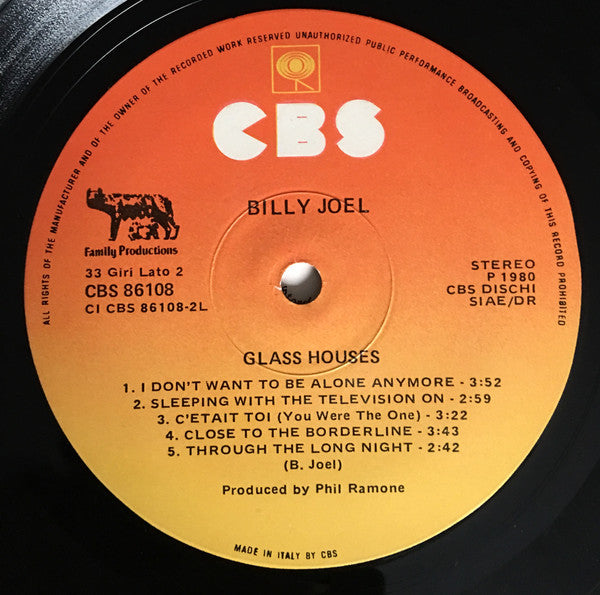 ALL RIGHTS OF THE MANUFACTURER AND OF THE OWNER OF THE RECORDED WORK RESERVED UNAUTHORIZED PUBLIC PERFORMANCE BROADCASTING AND COPYING OF THIS RECORD PROHIBITED
CBS
BILLY JOEL
Family Productions
33 Giri Lato 2
CBS 86108
CI CBS 86108-2L
STEREO
P 1980
CBS DISCHI
SIAE/DR
GLASS HOUSES
1. I DON'T WANT TO BE ALONE ANYMORE - 3:52
2. SLEEPING WITH THE TELEVISION ON - 2:59
3. C'ETAIT TOI (You Were The One) - 3:22
4. CLOSE TO THE BORDERLINE - 3:43
5. THROUGH THE LONG NIGHT - 2:42
(B. Joel)
Produced by Phil Ramone
MADE IN ITALY BY CBS